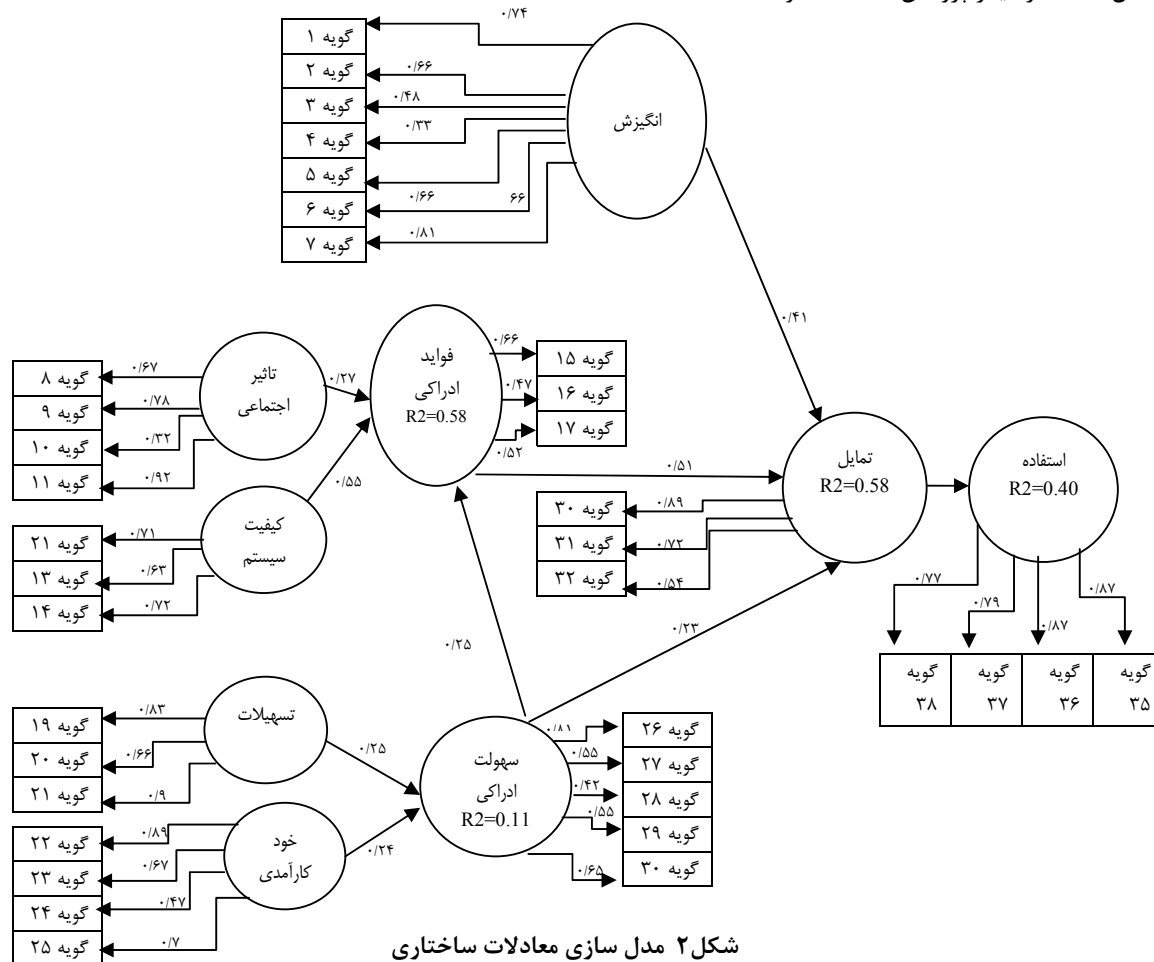 گویه ۱
گویه ۲
گویه ۳
گویه ۴
گویه ۵
گویه ۶
گویه ۷
۰/۷۴
۰/۶۶
۰/۴۸
۰/۳۳
۰/۶۶
۶۶
۰/۸۱
انگیزش
۰/۴۱
گویه ۸
گویه ۹
گویه ۱۰
گویه ۱۱
۰/۶۷
۰/۷۸
۰/۳۲
۰/۹۲
تاثیر
اجتماعی
۰/۲۷
فواید
ادراکی
R2=0.58
۰/۶۶
۰/۴۷
۰/۵۲
گویه ۱۵
گویه ۱۶
گویه ۱۷
گویه ۲۱
گویه ۱۳
گویه ۱۴
۰/۷۱
۰/۶۳
۰/۷۲
کیفیت
سیستم
۰/۵۵
۰/۵۱
تمایل
R2=0.58
استفاده
R2=0.40
گویه ۳۰
گویه ۳۱
گویه ۳۲
۰/۸۹
۰/۷۲
۰/۵۴
۰/۷۷
۰/۷۹
۰/۸۷
۰/۸۷
گویه
۳۸
گویه
۳۷
گویه
۳۶
گویه
۳۵
۰/۲۵
۰/۲۳
گویه ۱۹
گویه ۲۰
گویه ۲۱
۰/۸۳
۰/۶۶
۰/۹
تسهیلات
۰/۲۵
سهولت
ادراکی
R2=0.11
۰/۸۱
۰/۵۵
۰/۴۲
۰/۵۵
۰/۶۵
گویه ۲۶
گویه ۲۷
گویه ۲۸
گویه ۲۹
گویه ۳۰
گویه ۲۲
گویه ۲۳
گویه ۲۴
گویه ۲۵
۰/۸۹
۰/۶۷
۰/۴۷
۰/۷
خود
کارآمدی
۰/۲۴
شکل۲ مدل سازی معادلات ساختاری